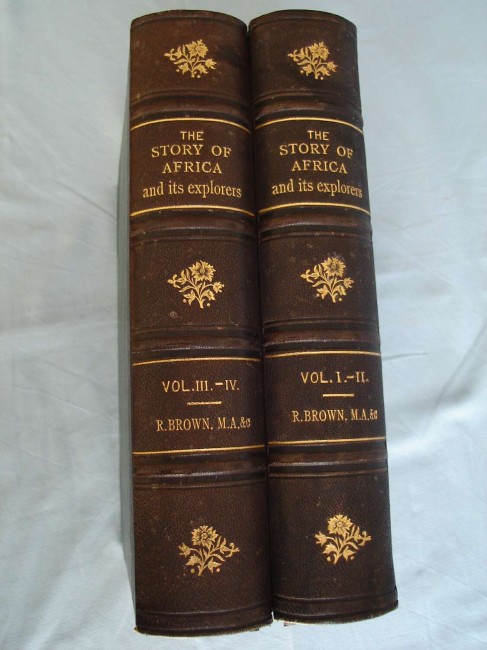 THE
STORY OF
AFRICA
and its explorers
VOL. III.-IV.
R. BROWN, M.A.&c
THE
STORY OF
AFRICA
and its explorers
VOL. I.-II.
R. BROWN, M.A.&c